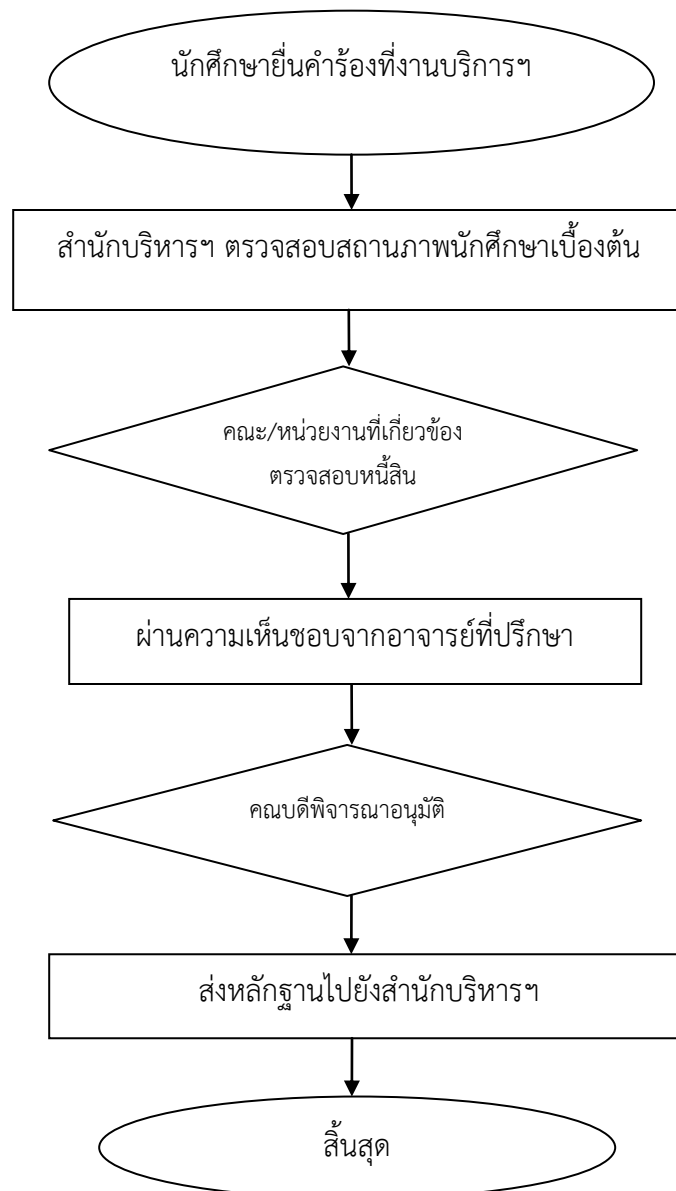 นักศึกษายื่นคำร้องที่งานบริการฯ
สำนักบริหารฯ ตรวจสอบสถานภาพนักศึกษาเบื้องต้น
คณะ/หน่วยงานที่เกี่ยวข้อง
ตรวจสอบหนี้สิน
ผ่านความเห็นชอบจากอาจารย์ที่ปรึกษา
คณบดีพิจารณาอนุมัติ
ส่งหลักฐานไปยังสำนักบริหารฯ
สิ้นสุด